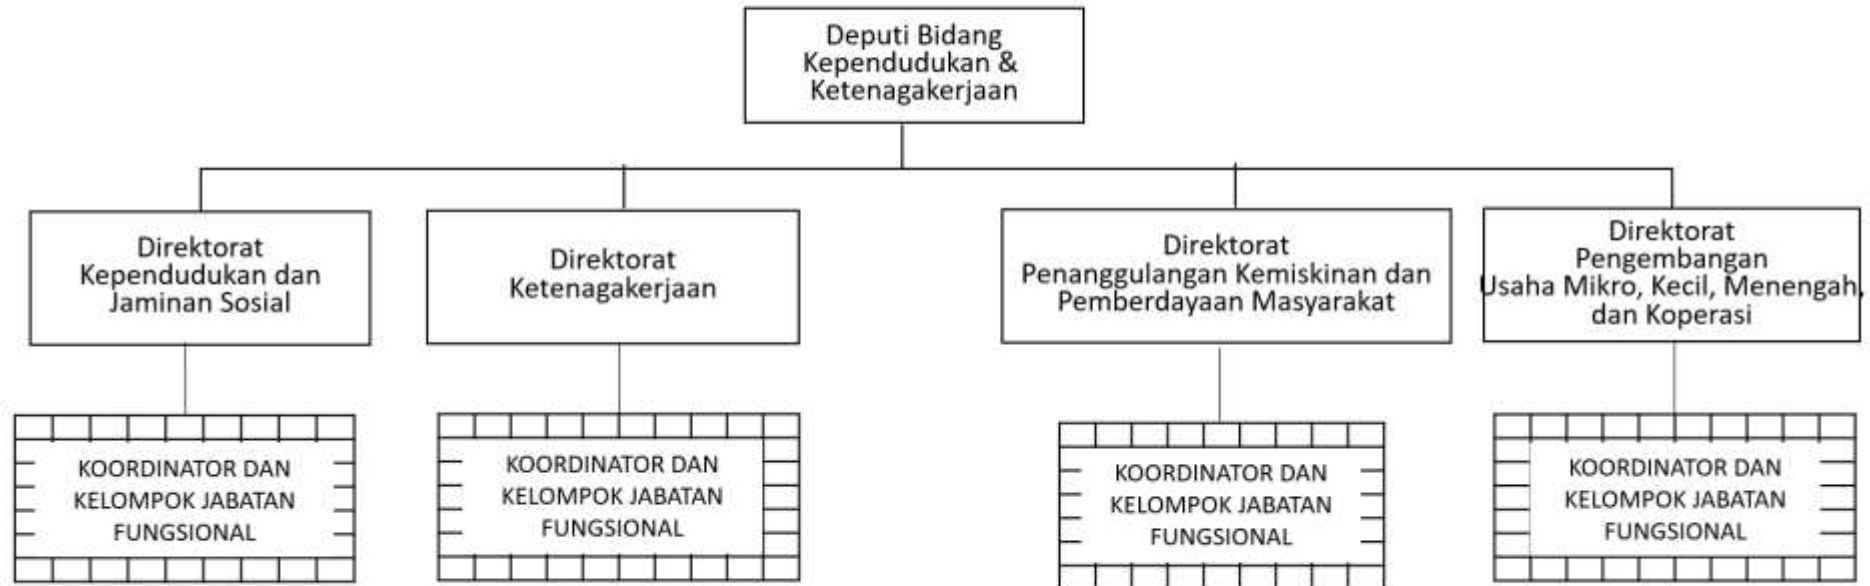 Deputi Bidang
Kependudukan &
Ketenagakerjaan
Direktorat
Kependudukan dan
Jaminan Sosial
Direktorat
Ketenagakerjaan
Direktorat
Penanggulangan Kemiskinan dan
Pemberdayaan Masyarakat
Direktorat
Pengembangan
Usaha Mikro, Kecil, Menengah,
dan Koperasi
KOORDINATOR DAN
KELOMPOK JABATAN
FUNGSIONAL
KOORDINATOR DAN
KELOMPOK JABATAN
FUNGSIONAL
KOORDINATOR DAN
KELOMPOK JABATAN
FUNGSIONAL
KOORDINATOR DAN
KELOMPOK JABATAN
FUNGSIONAL